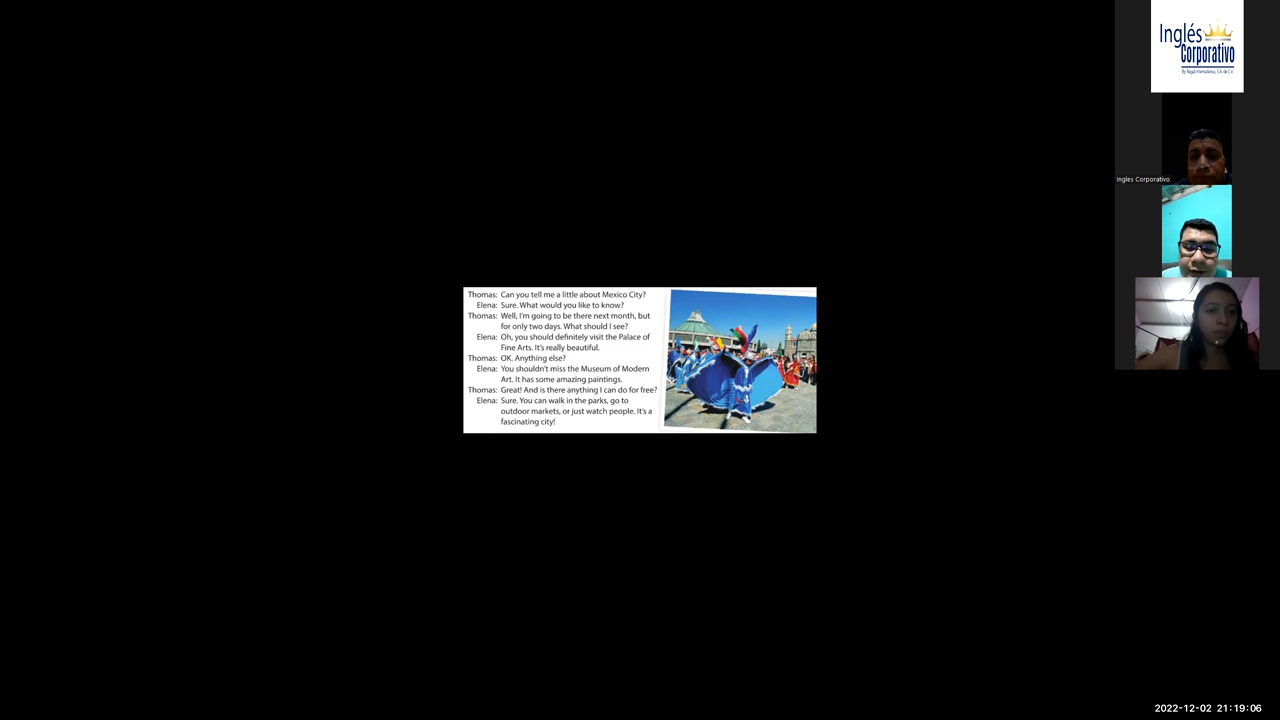 Inglés
Corporativo
By Regal International, S.A. de C.V.
Ingles Corporativo
Thomas: Can you tell me a little about Mexico City?
Elena: Sure. What would you like to know?
Thomas: Well, I'm going to be there next month, but
for only two days. What should I see?
Elena: Oh, you should definitely visit the Palace of
Fine Arts. It's really beautiful.
Thomas: OK. Anything else?
Elena: You shouldn't miss the Museum of Modern
Art. It has some amazing paintings.
Thomas: Great! And is there anything I can do for free?
Elena: Sure. You can walk in the parks, go to
outdoor markets, or just watch people. It's a
fascinating city!
2022-12-02 21:19:06